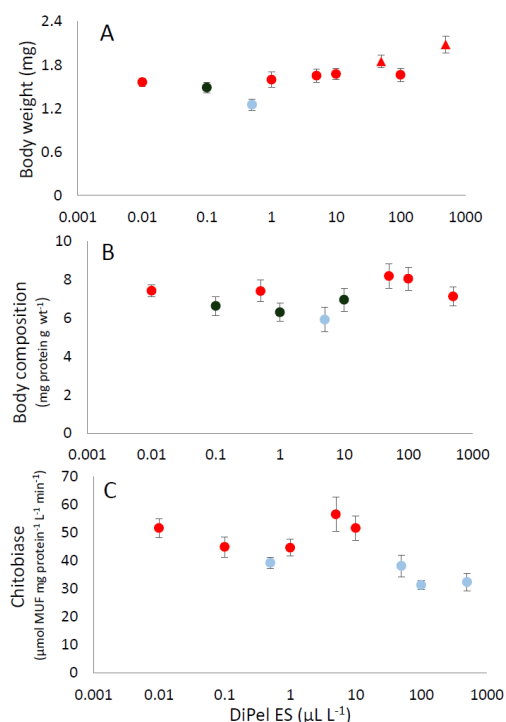 A
Body weight (mg)
2.4
1.8
1.2
0.6
0
0.001 0.01 0.1 1 10 100 1000
B
Body composition
(mg protein g wt⁻¹)
10
8
6
4
2
0
0.001 0.01 0.1 1 10 100 1000
C
Chitobiase
(µmol MUF mg protein⁻¹ L⁻¹ min⁻¹)
70
60
50
40
30
20
10
0
0.001 0.01 0.1 1 10 100 1000
DiPel ES (µL L⁻¹)